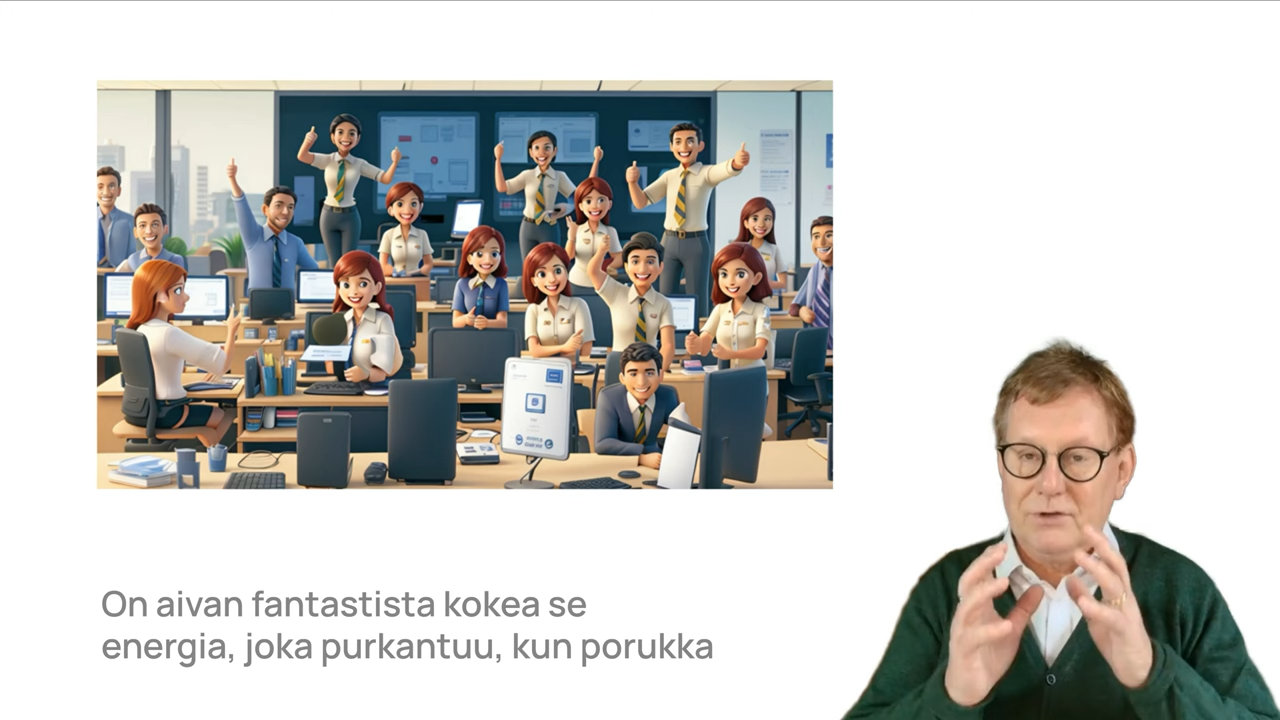 On aivan fantastista kokea se
energia, joka purkantuu, kun porukka